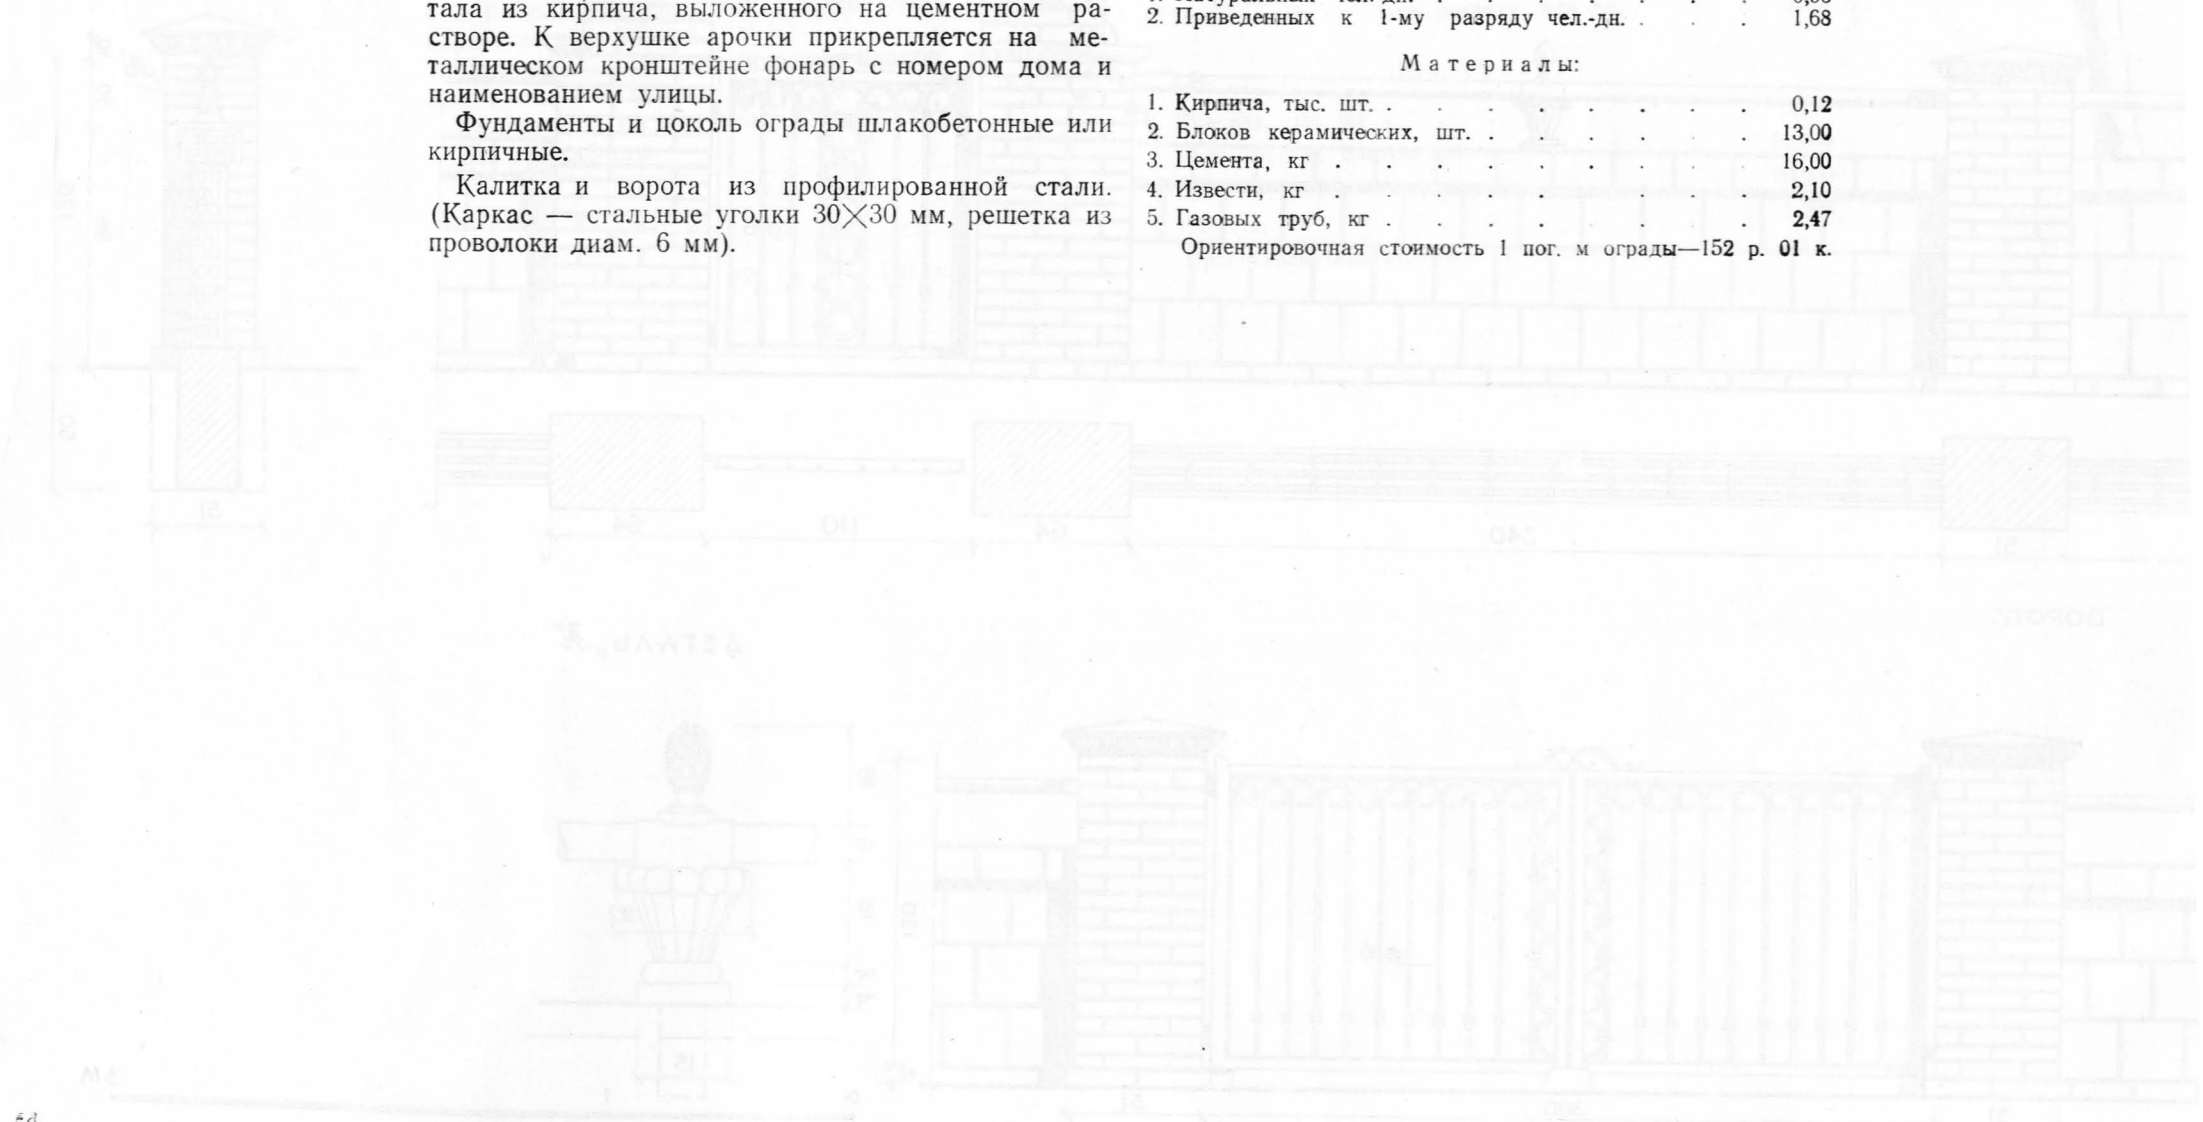 тала из кирпича, выложенного на цементном ра-
створе. К верхушке арочки прикрепляется на ме-
таллическом кронштейне фонарь с номером дома и
наименованием улицы.
Фундаменты и цоколь ограды шлакобетонные или
кирпичные.
Калитка и ворота из профилированной стали.
(Каркас — стальные уголки 30×30 мм, решетка из
проволоки диам. 6 мм).
2. Приведенных к 1-му разряду чел.-дн. . . . 1,68
Материалы:
1. Кирпича, тыс. шт. . . . . . . . . 0,12
2. Блоков керамических, шт. . . . . . . 13,00
3. Цемента, кг . . . . . . . . . 16,00
4. Извести, кг . . . . . . . . . 2,10
5. Газовых труб, кг . . . . . . . . 2,47
Ориентировочная стоимость 1 пог. м ограды—152 р. 01 к.